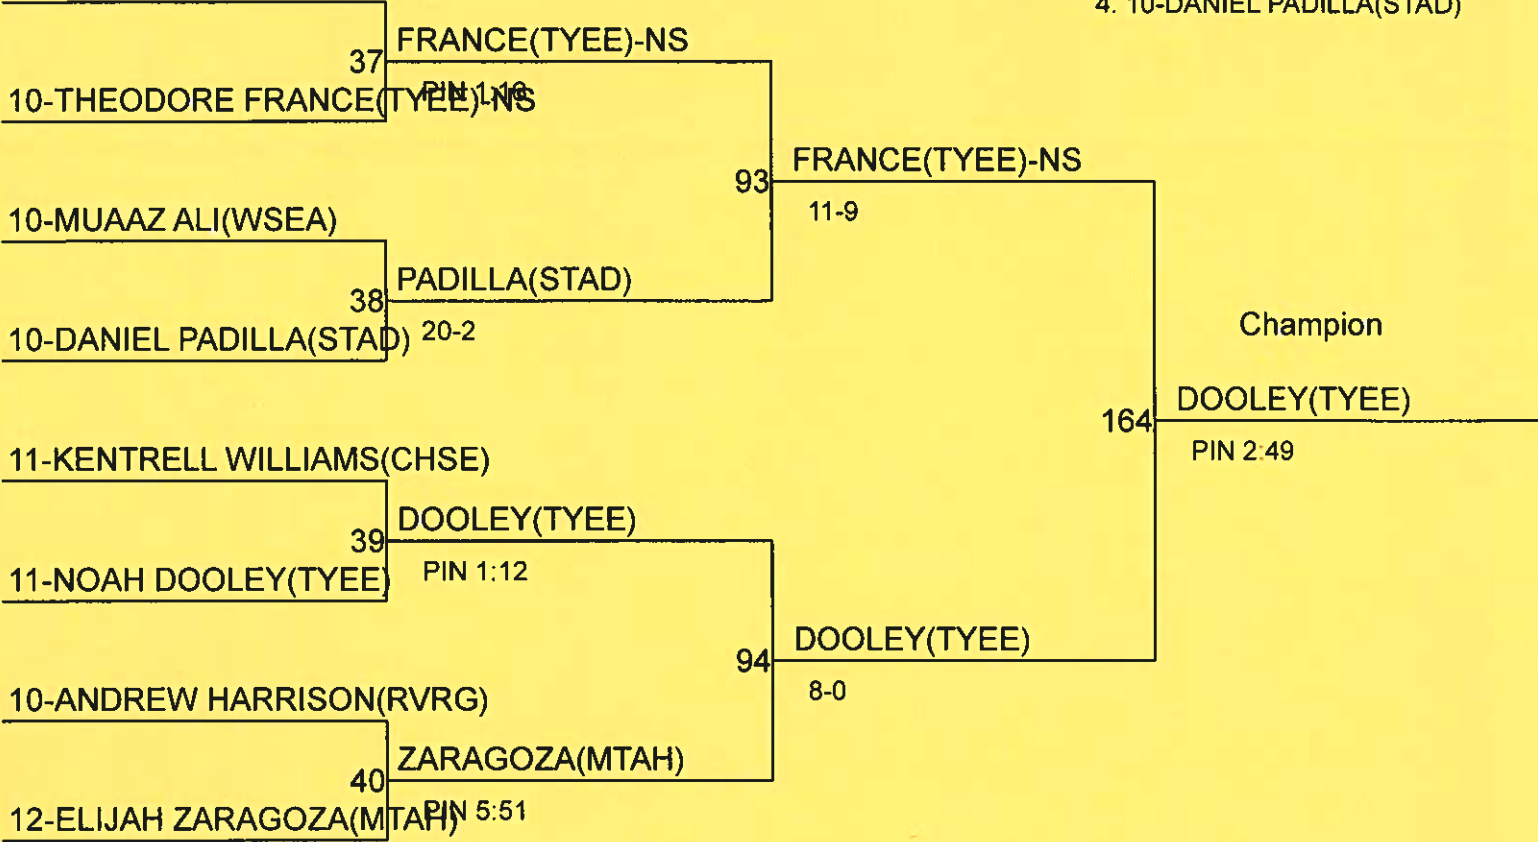 4. 10-DANIEL PADILLA(STAD)
FRANCE(TYEE)-NS
37
10-THEODORE FRANCE(TYEE)-NS
PIN 1:19
FRANCE(TYEE)-NS
93
11-9
10-MUAAZ ALI(WSEA)
PADILLA(STAD)
38
10-DANIEL PADILLA(STAD)
20-2
Champion
DOOLEY(TYEE)
164
PIN 2:49
11-KENTRELL WILLIAMS(CHSE)
DOOLEY(TYEE)
39
11-NOAH DOOLEY(TYEE)
PIN 1:12
DOOLEY(TYEE)
94
8-0
10-ANDREW HARRISON(RVRG)
ZARAGOZA(MTAH)
40
12-ELIJAH ZARAGOZA(MTAH)
PIN 5:51